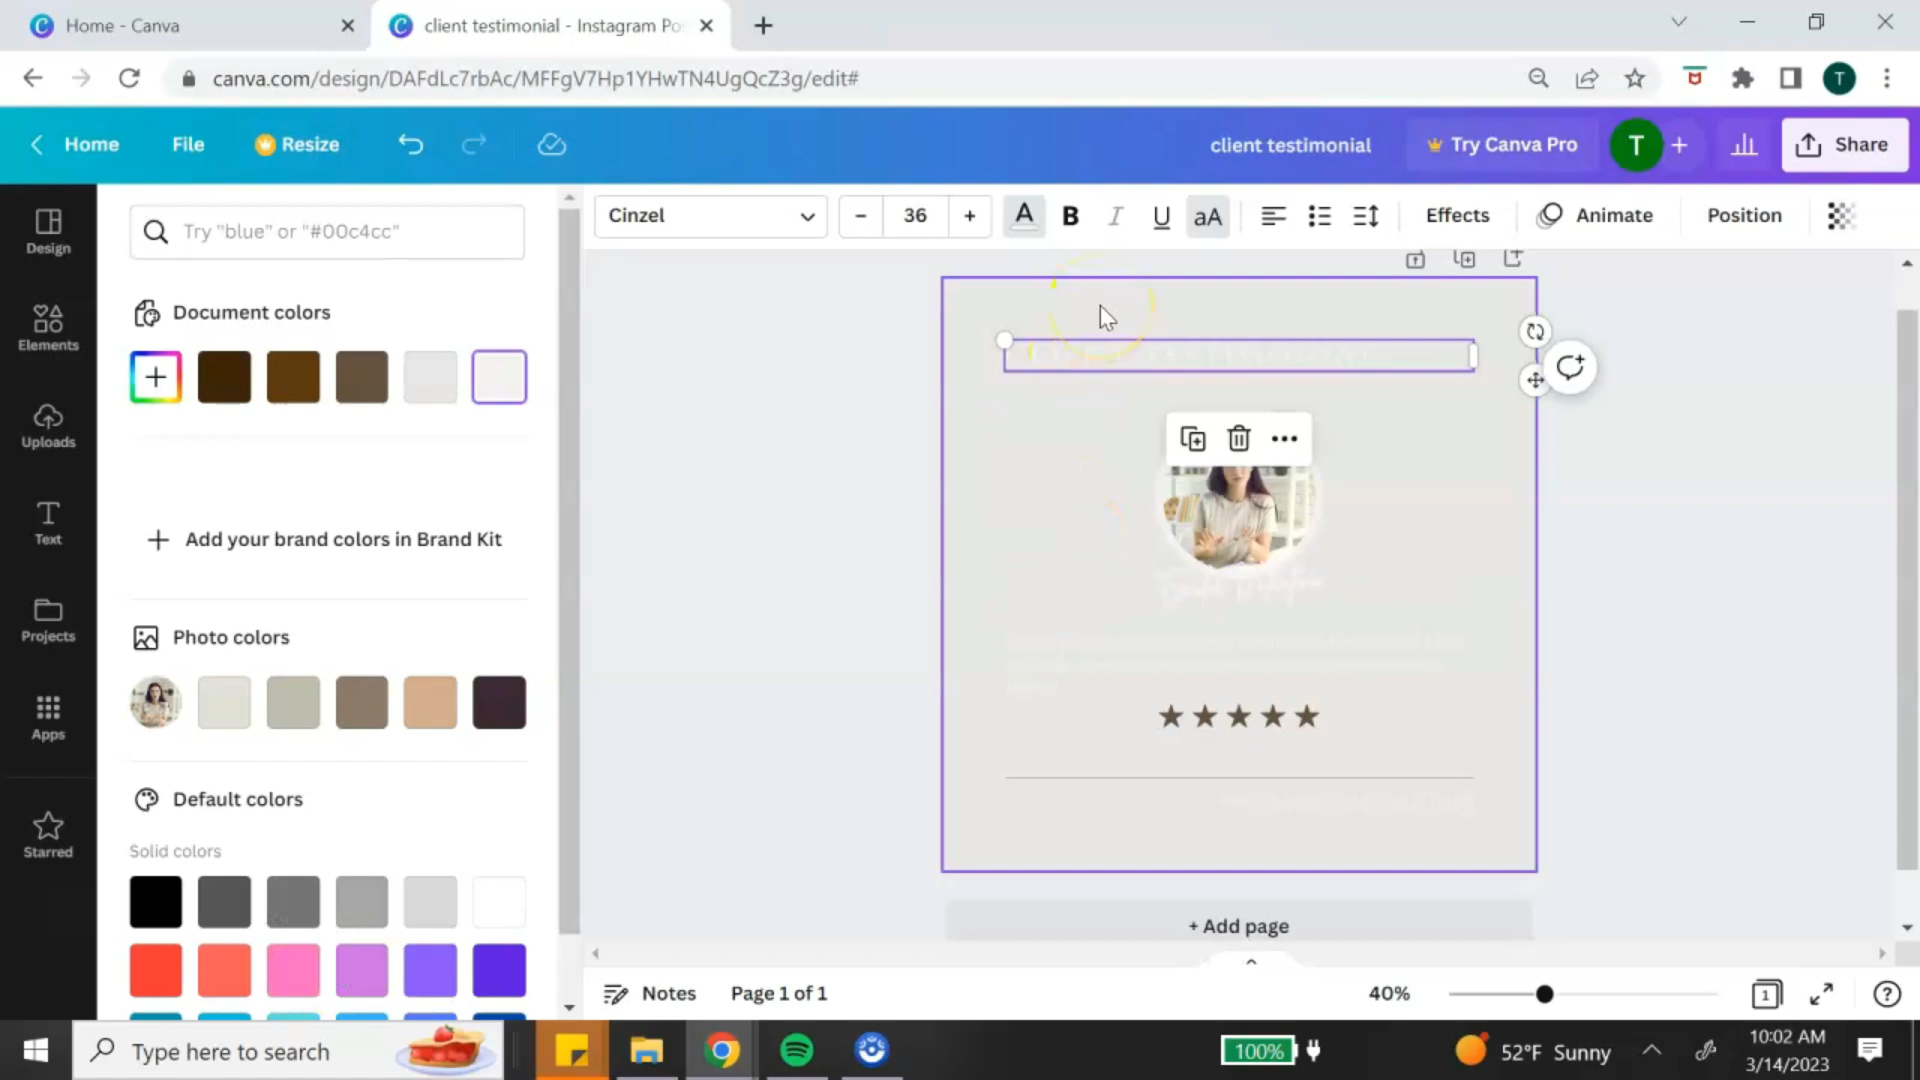 Home - Canva
client testimonial - Instagram Po
canva.com/design/DAFdLc7rbAc/MFFgV7Hp1YHwTN4UgQcZ3g/edit#
T
Home
File
Resize
client testimonial
Try Canva Pro
T
Share
Design
Elements
Uploads
Text
Projects
Apps
Starred
Try "blue" or "#00c4cc"
Document colors
Add your brand colors in Brand Kit
Photo colors
Default colors
Solid colors
Cinzel
36
A
B
I
U
aA
Effects
Animate
Position
+ Add page
Notes
Page 1 of 1
40%
1
Type here to search
100%
52°F Sunny
10:02 AM
3/14/2023